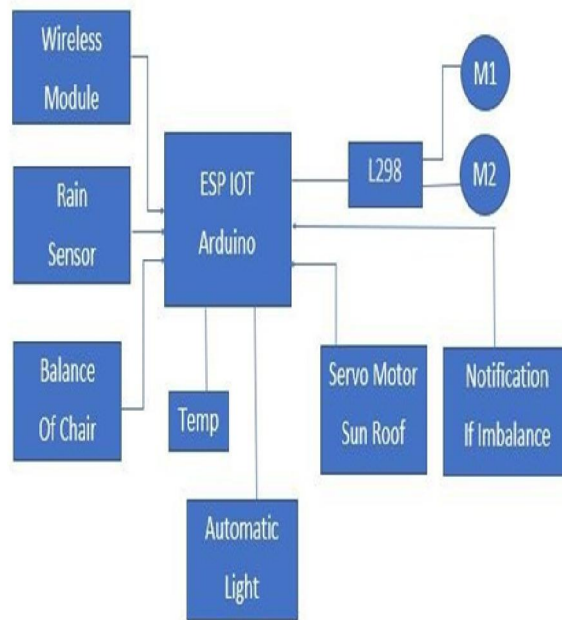 Wireless
Module
Rain
Sensor
Balance
Of Chair
ESP IOT
Arduino
L298
M1
M2
Temp
Automatic
Light
Servo Motor
Sun Roof
Notification
If Imbalance